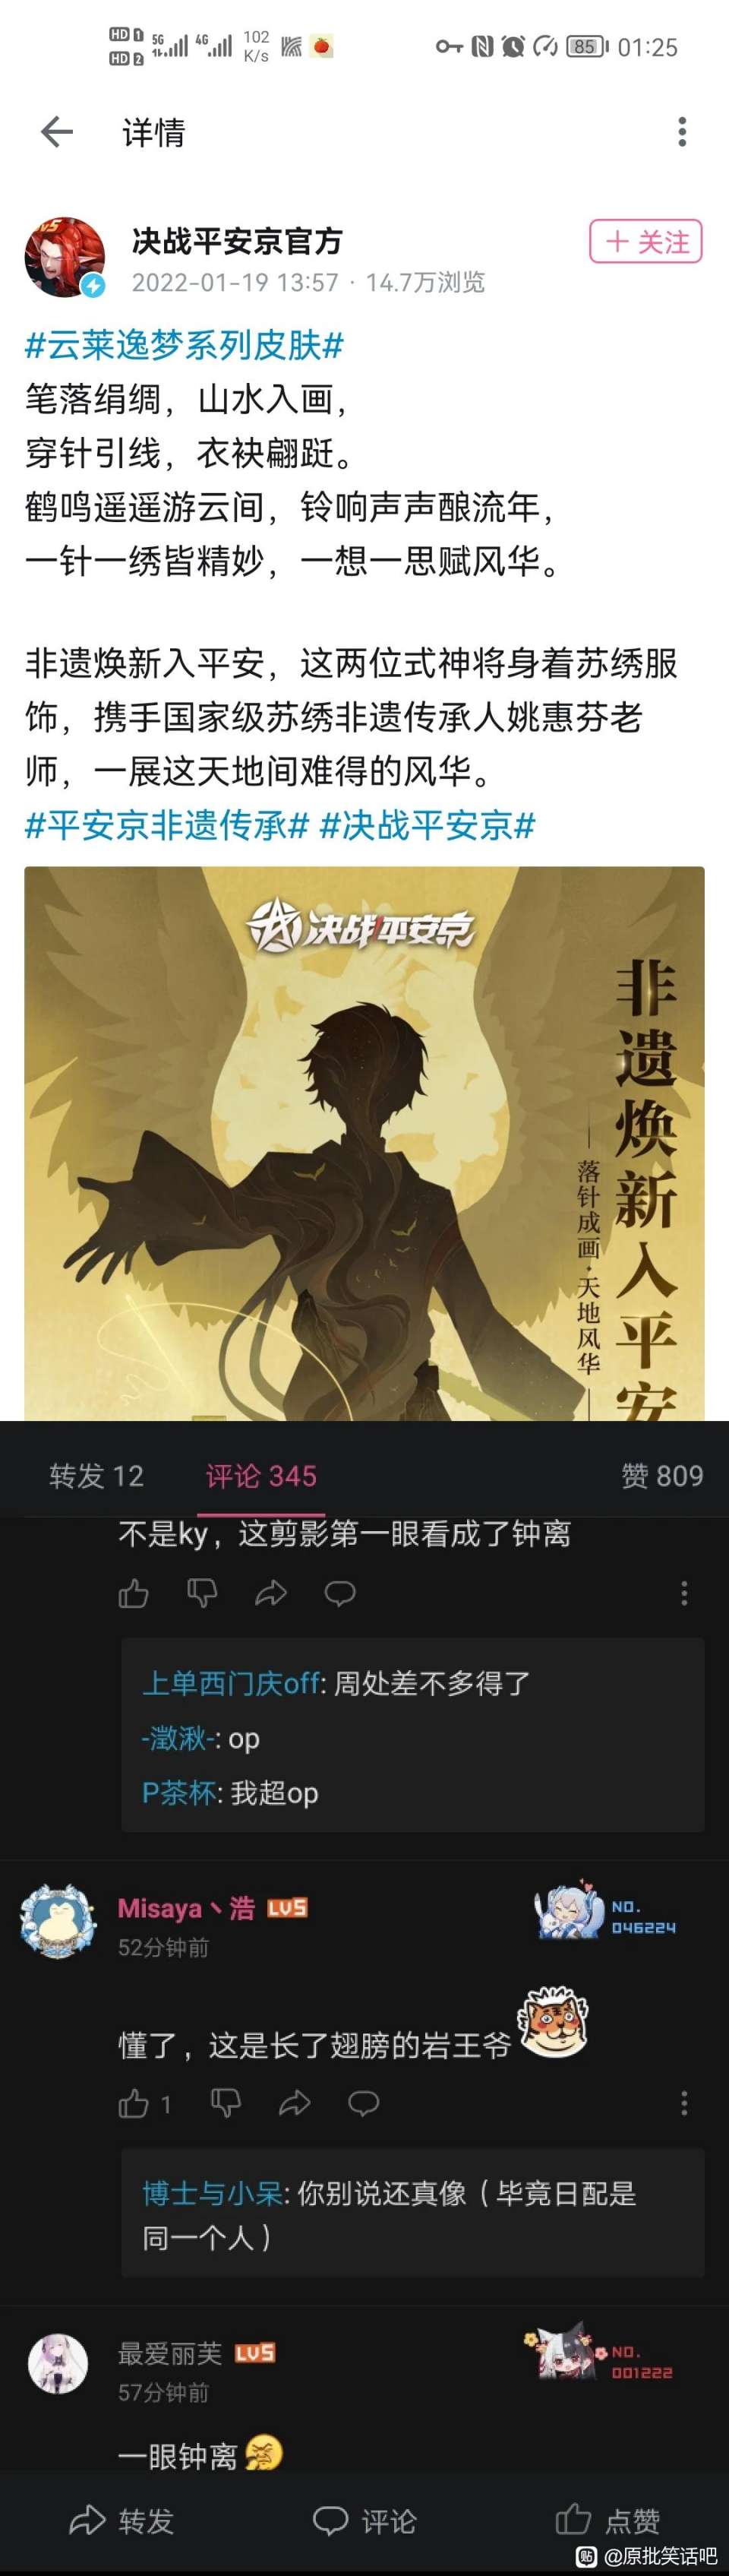 HD 1 5G 4G 102 85 01:25
HD 2 K/s
详情
决战平安京官方
+ 关注
2022-01-19 13:57 · 14.7万浏览
#云莱逸梦系列皮肤#
笔落绢绸，山水入画，
穿针引线，衣袂翩跹。
鹤鸣遥遥游云间，铃响声声酿流年，
一针一绣皆精妙，一想一思赋风华。
非遗焕新入平安，这两位式神将身着苏绣服
饰，携手国家级苏绣非遗传承人姚惠芬老
师，一展这天地间难得的风华。
#平安京非遗传承# #决战平安京#
决战!平安京
非遗焕新入平安
落针成画·天地风华
转发 12
评论 345
赞 809
不是ky，这剪影第一眼看成了钟离
上单西门庆off: 周处差不多得了
-澂湫-: op
P茶杯: 我超op
Misaya丶浩 LV5
NO.
046224
52分钟前
懂了，这是长了翅膀的岩王爷
1
博士与小呆: 你别说还真像（毕竟日配是
同一个人）
最爱丽芙 LV5
NO.
001222
57分钟前
一眼钟离
转发
评论
点赞
贴 @原批笑话吧